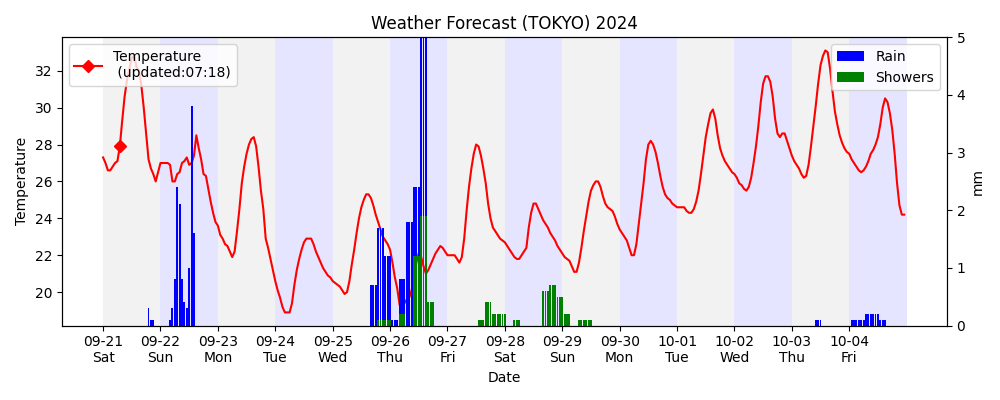 Weather Forecast (TOKYO) 2024
Temperature
(updated:07:18)
Rain
Showers
Temperature
32
30
28
26
24
22
20
5
4
3
2
1
0
mm
09-21 09-22 09-23 09-24 09-25 09-26 09-27 09-28 09-29 09-30 10-01 10-02 10-03 10-04
Sat Sun Mon Tue Wed Thu Fri Sat Sun Mon Tue Wed Thu Fri
Date